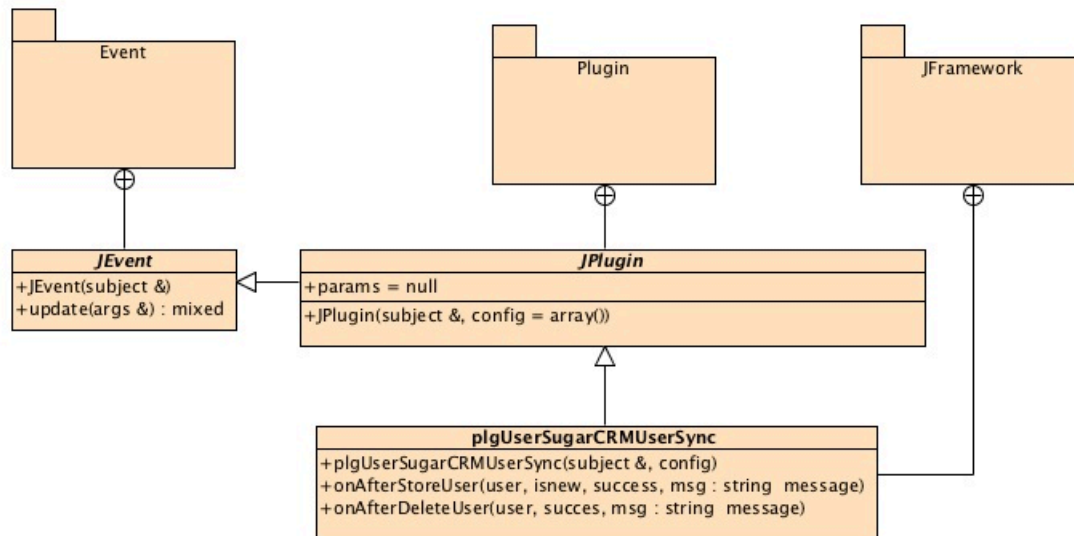 Event
Plugin
JFramework
JEvent
+JEvent(subject &)
+update(args &) : mixed
JPlugin
+params = null
+JPlugin(subject &, config = array())
plgUserSugarCRMUserSync
+plgUserSugarCRMUserSync(subject &, config)
+onAfterStoreUser(user, isnew, success, msg : string message)
+onAfterDeleteUser(user, succes, msg : string message)